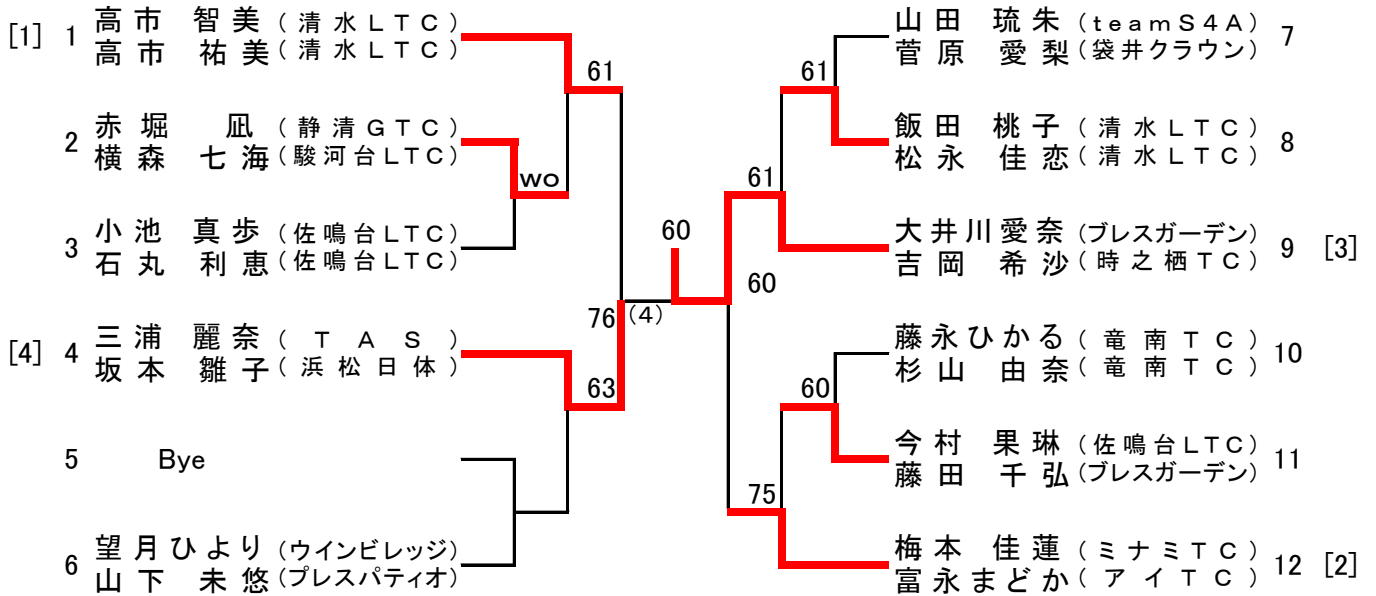 [1] 1 高市 智美 (清水LTC)
高市 祐美 (清水LTC)
61
2 赤堀 凪 (静清GTC)
横森 七海 (駿河台LTC)
wo
3 小池 真歩 (佐鳴台LTC)
石丸 利恵 (佐鳴台LTC)
[4] 4 三浦 麗奈 (TAS)
坂本 雛子 (浜松日体)
76
(4)
63
5 Bye
6 望月ひより (ウインビレッジ)
山下 未悠 (プレスパティオ)
60
60
山田 琉朱 (teamS4A) 7
菅原 愛梨 (袋井クラウン)
61
飯田 桃子 (清水LTC) 8
松永 佳恋 (清水LTC)
61
大井川愛奈 (ブレスガーデン) 9 [3]
吉岡 希沙 (時之栖TC)
藤永ひかる (竜南TC) 10
杉山 由奈 (竜南TC)
60
今村 果琳 (佐鳴台LTC) 11
藤田 千弘 (ブレスガーデン)
75
梅本 佳蓮 (ミナミTC) 12 [2]
富永まどか (アイTC)